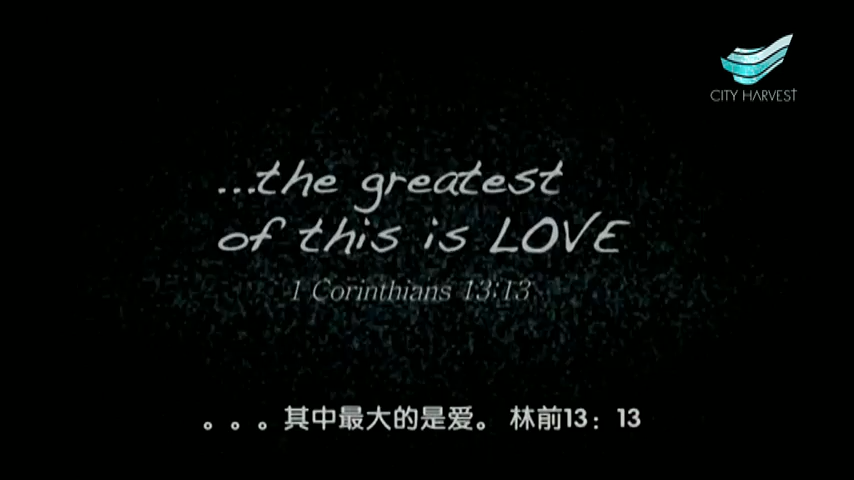 CITY HARVEST
...the greatest
of this is LOVE
1 Corinthians 13:13
。。。其中最大的是爱。 林前13：13